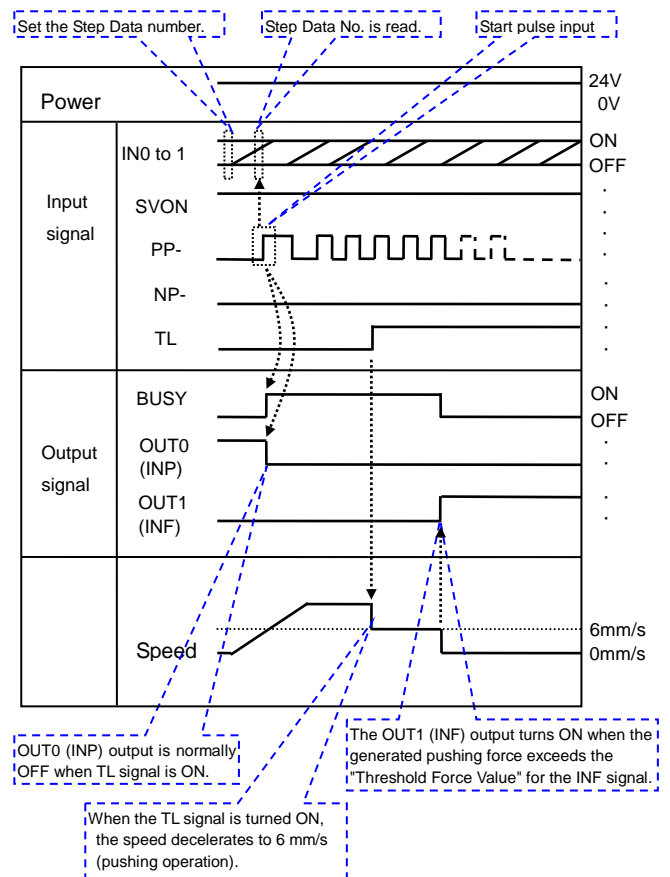 Set the Step Data number.
Step Data No. is read.
Start pulse input
Power
24V
0V
Input
signal
IN0 to 1
ON
OFF
SVON
PP-
NP-
TL
Output
signal
BUSY
ON
OFF
OUT0
(INP)
OUT1
(INF)
Speed
6mm/s
0mm/s
OUT0 (INP) output is normally
OFF when TL signal is ON.
The OUT1 (INF) output turns ON when the
generated pushing force exceeds the
"Threshold Force Value" for the INF signal.
When the TL signal is turned ON,
the speed decelerates to 6 mm/s
(pushing operation).